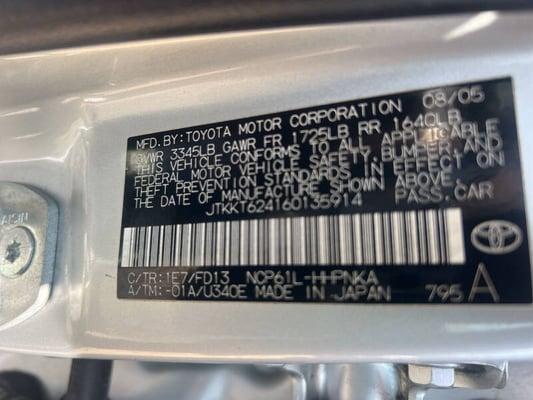 08/05
MFD.BY:TOYOTA MOTOR CORPORATION
GVWR 3345LB GAWR FR 1725LB RR 1640LB
THIS VEHICLE CONFORMS TO ALL APPLICABLE
FEDERAL MOTOR VEHICLE SAFETY, BUMPER, AND
THEFT PREVENTION STANDARDS IN EFFECT ON
THE DATE OF MANUFACTURE SHOWN ABOVE.
JTKKT624160135914 PASS.CAR
TOYOTA
C/TR:1E7/FD13 NCP61L-HHPNKA
A/TM:-01A/U340E MADE IN JAPAN 795 A
AISIN